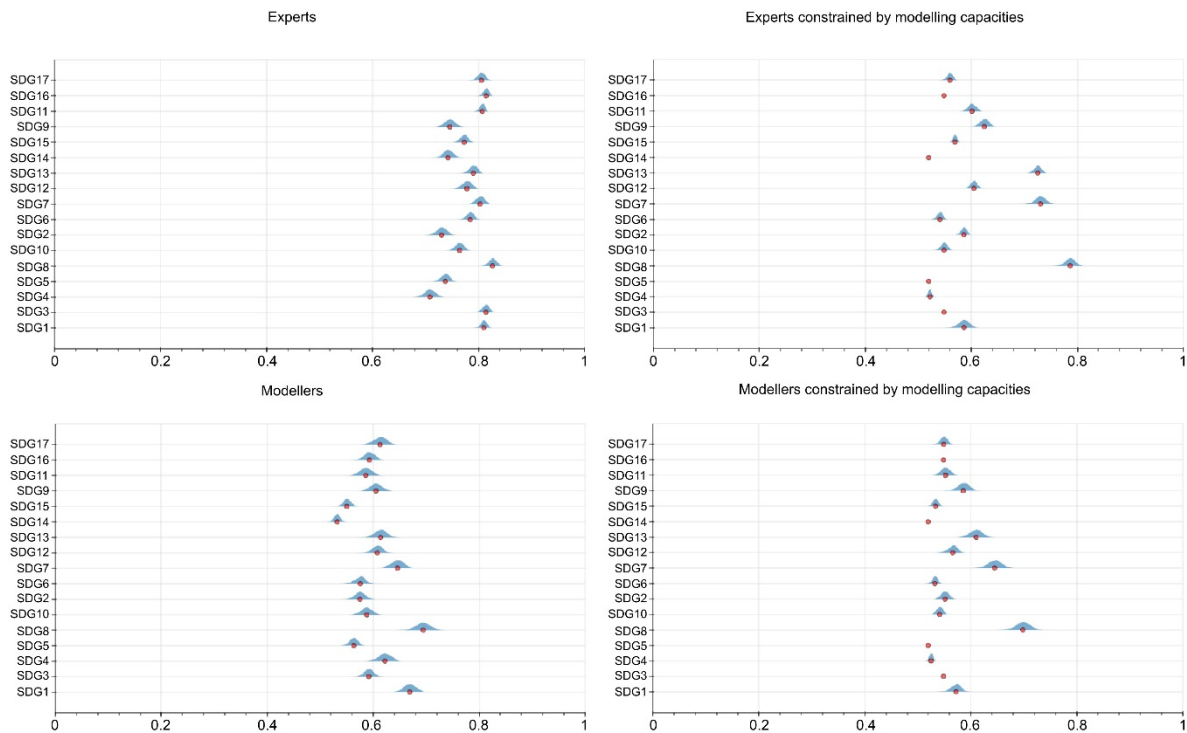 Experts
SDG17
SDG16
SDG11
SDG9
SDG15
SDG14
SDG13
SDG12
SDG7
SDG6
SDG2
SDG10
SDG8
SDG5
SDG4
SDG3
SDG1
0 0.2 0.4 0.6 0.8 1
Experts constrained by modelling capacities
SDG17
SDG16
SDG11
SDG9
SDG15
SDG14
SDG13
SDG12
SDG7
SDG6
SDG2
SDG10
SDG8
SDG5
SDG4
SDG3
SDG1
0 0.2 0.4 0.6 0.8 1
Modellers
SDG17
SDG16
SDG11
SDG9
SDG15
SDG14
SDG13
SDG12
SDG7
SDG6
SDG2
SDG10
SDG8
SDG5
SDG4
SDG3
SDG1
0 0.2 0.4 0.6 0.8 1
Modellers constrained by modelling capacities
SDG17
SDG16
SDG11
SDG9
SDG15
SDG14
SDG13
SDG12
SDG7
SDG6
SDG2
SDG10
SDG8
SDG5
SDG4
SDG3
SDG1
0 0.2 0.4 0.6 0.8 1